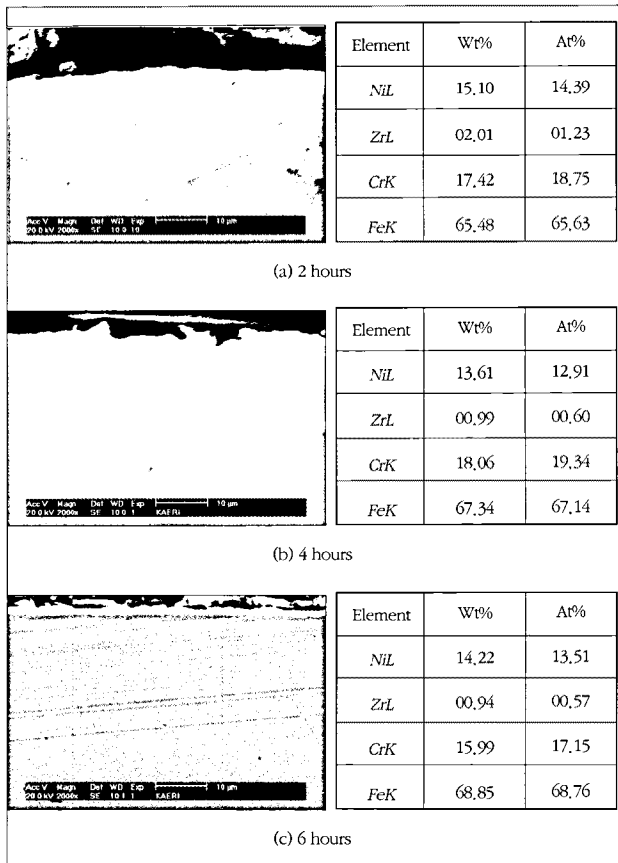 Element Wt% At%
NiL 15.10 14.39
ZrL 02.01 01.23
CrK 17.42 18.75
FeK 65.48 65.63
Acc V Magn Det WD Exp 10 µm
20.0 kV 2000x SE 10.0 10
(a) 2 hours
Element Wt% At%
NiL 13.61 12.91
ZrL 00.99 00.60
CrK 18.06 19.34
FeK 67.34 67.14
Acc V Magn Det WD Exp 10 µm
20.0 kV 2000x SE 10.0 1 KAERI
(b) 4 hours
Element Wt% At%
NiL 14.22 13.51
ZrL 00.94 00.57
CrK 15.99 17.15
FeK 68.85 68.76
Acc V Magn Det WD Exp 10 µm
20.0 kV 2000x SE 10.1 1 KAERI
(c) 6 hours